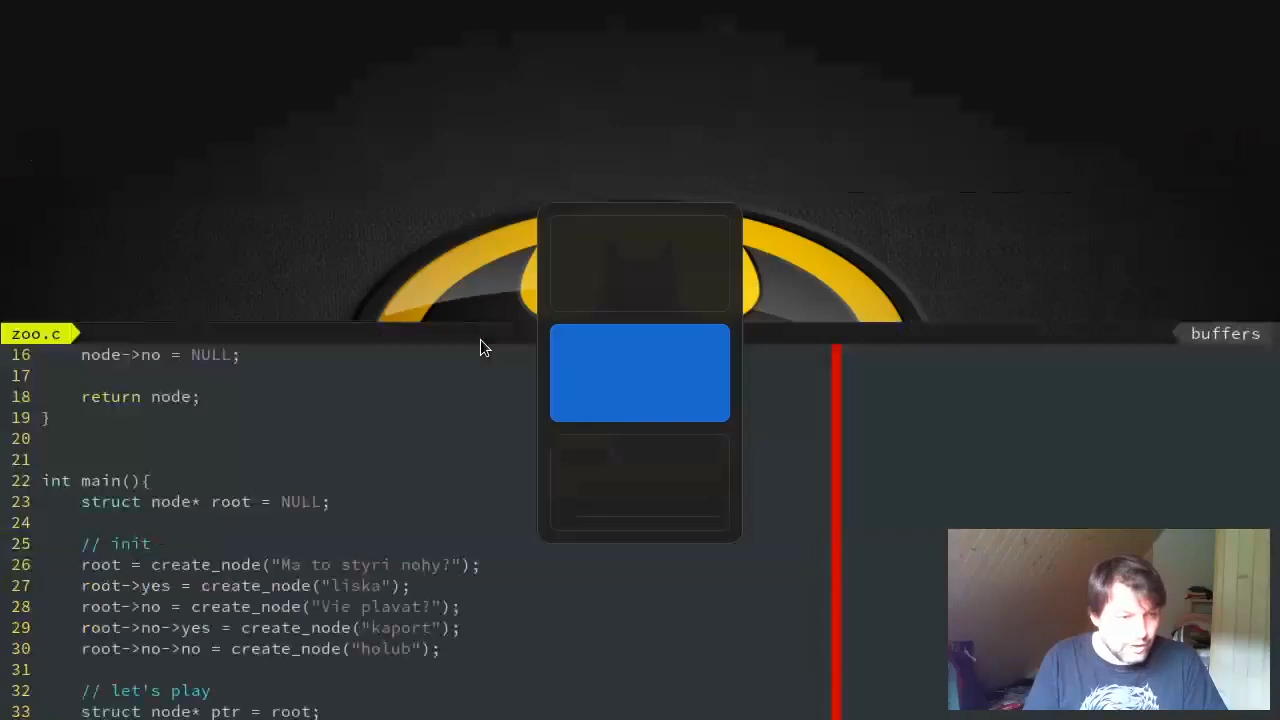 zoo.c
buffers
16 node->no = NULL;
17
18 return node;
19 }
20
21
22 int main(){
23 struct node* root = NULL;
24
25 // init
26 root = create_node("Ma to styri nohy?");
27 root->yes = create_node("liska");
28 root->no = create_node("Vie plavat?");
29 root->no->yes = create_node("kaport");
30 root->no->no = create_node("holub");
31
32 // let's play
33 struct node* ptr = root;